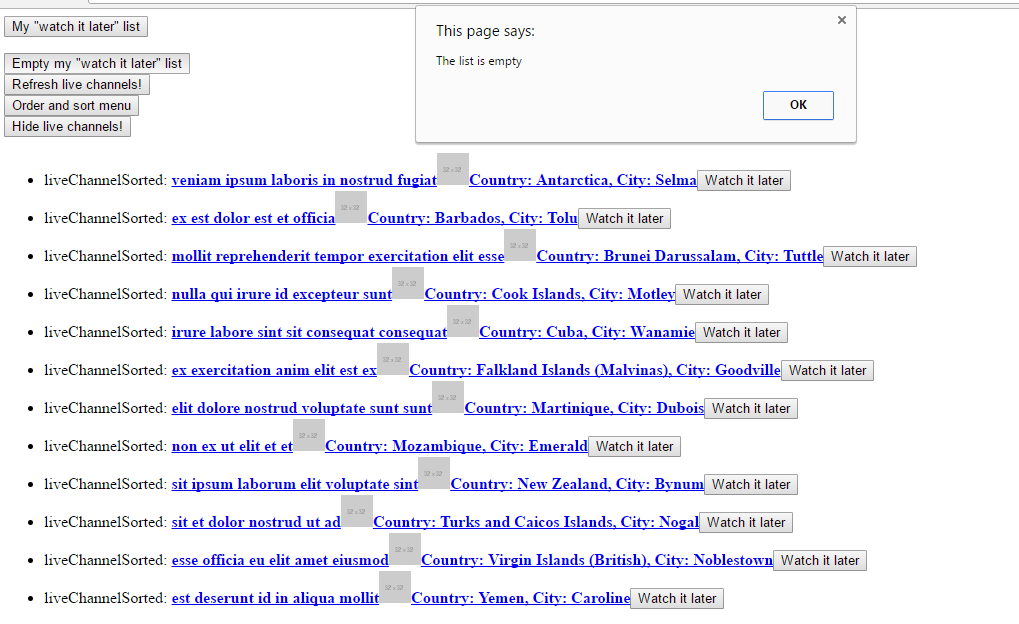 My "watch it later" list
This page says:
The list is empty
OK
Empty my "watch it later" list
Refresh live channels!
Order and sort menu
Hide live channels!
liveChannelSorted: veniam ipsum laboris in nostrud fugiat 32 x 32 Country: Antarctica, City: Selma Watch it later
liveChannelSorted: ex est dolor est et officia 32 x 32 Country: Barbados, City: Tolu Watch it later
liveChannelSorted: mollit reprehenderit tempor exercitation elit esse 32 x 32 Country: Brunei Darussalam, City: Tuttle Watch it later
liveChannelSorted: nulla qui irure id excepteur sunt 32 x 32 Country: Cook Islands, City: Motley Watch it later
liveChannelSorted: irure labore sint sit consequat consequat 32 x 32 Country: Cuba, City: Wanamie Watch it later
liveChannelSorted: ex exercitation anim elit est ex 32 x 32 Country: Falkland Islands (Malvinas), City: Goodville Watch it later
liveChannelSorted: elit dolore nostrud voluptate sunt sunt 32 x 32 Country: Martinique, City: Dubois Watch it later
liveChannelSorted: non ex ut elit et et 32 x 32 Country: Mozambique, City: Emerald Watch it later
liveChannelSorted: sit ipsum laborum elit voluptate sint 32 x 32 Country: New Zealand, City: Bynum Watch it later
liveChannelSorted: sit et dolor nostrud ut ad 32 x 32 Country: Turks and Caicos Islands, City: Nogal Watch it later
liveChannelSorted: esse officia eu elit amet eiusmod 32 x 32 Country: Virgin Islands (British), City: Noblestown Watch it later
liveChannelSorted: est deserunt id in aliqua mollit 32 x 32 Country: Yemen, City: Caroline Watch it later